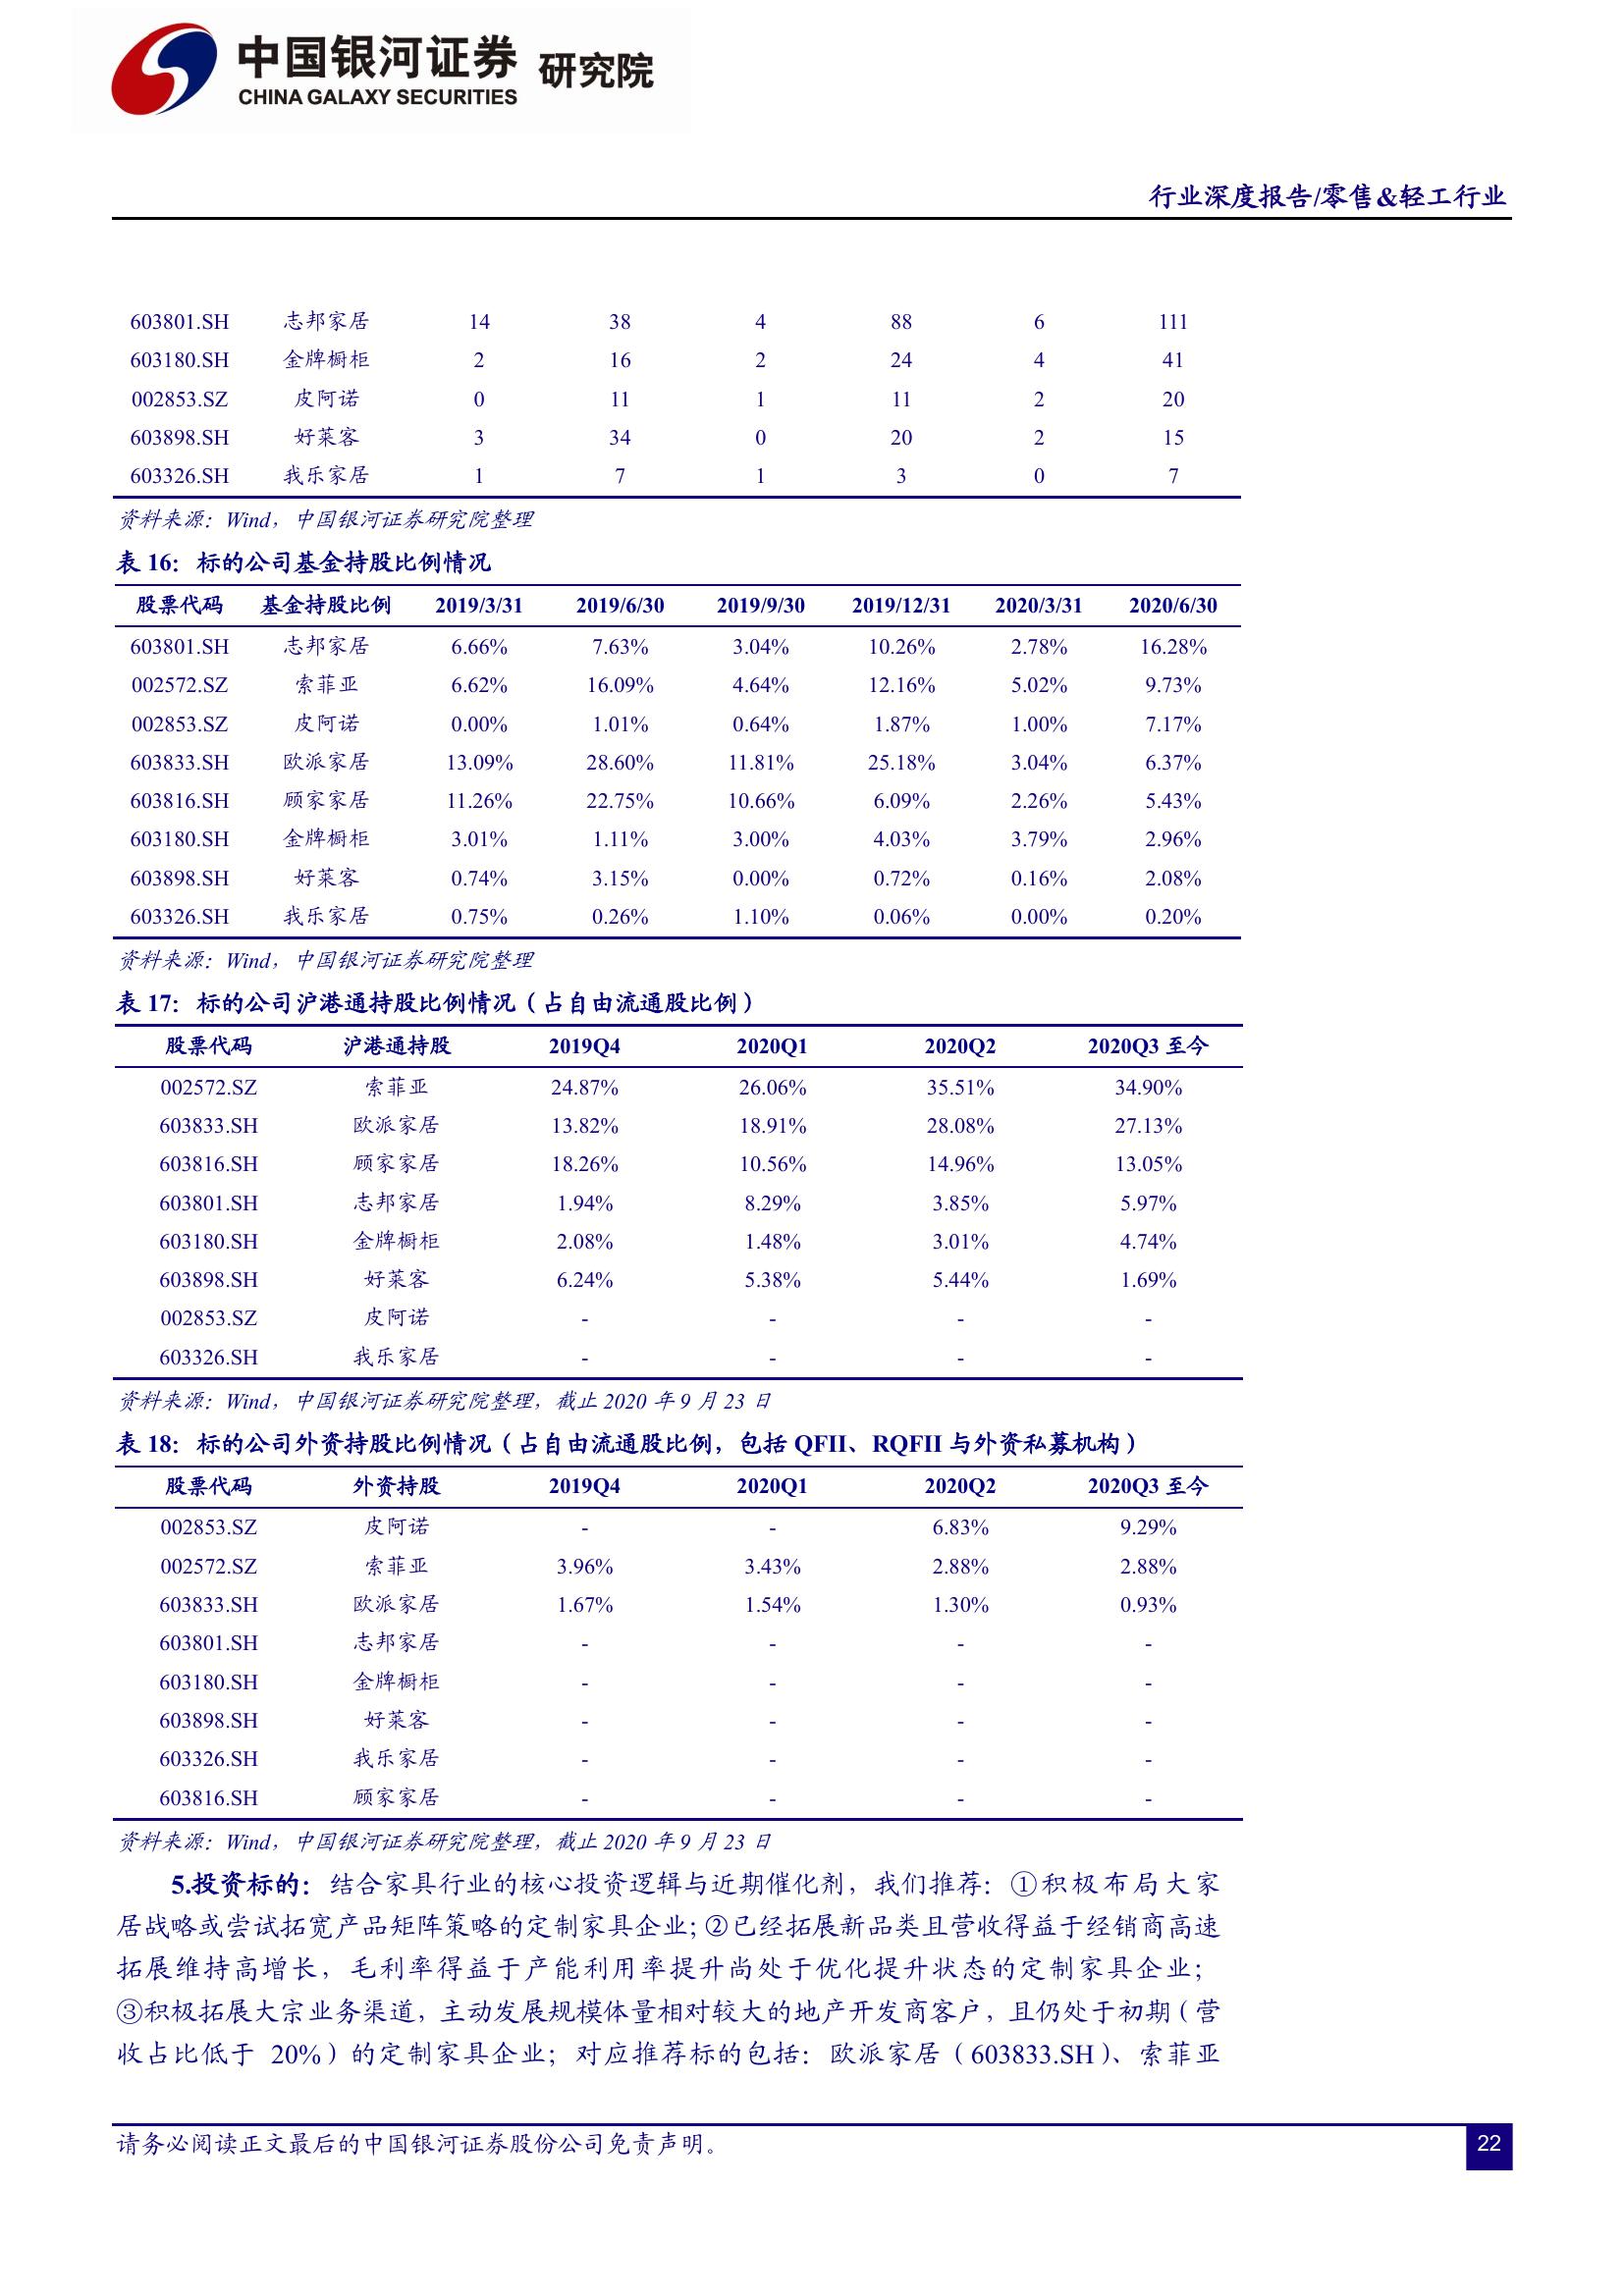 中国银河证券 研究院
CHINA GALAXY SECURITIES
行业深度报告/零售&轻工行业
603801.SH 志邦家居 14 38 4 88 6 111
603180.SH 金牌橱柜 2 16 2 24 4 41
002853.SZ 皮阿诺 0 11 1 11 2 20
603898.SH 好莱客 3 34 0 20 2 15
603326.SH 我乐家居 1 7 1 3 0 7
资料来源：Wind，中国银河证券研究院整理
表 16：标的公司基金持股比例情况
股票代码 基金持股比例 2019/3/31 2019/6/30 2019/9/30 2019/12/31 2020/3/31 2020/6/30
603801.SH 志邦家居 6.66% 7.63% 3.04% 10.26% 2.78% 16.28%
002572.SZ 索菲亚 6.62% 16.09% 4.64% 12.16% 5.02% 9.73%
002853.SZ 皮阿诺 0.00% 1.01% 0.64% 1.87% 1.00% 7.17%
603833.SH 欧派家居 13.09% 28.60% 11.81% 25.18% 3.04% 6.37%
603816.SH 顾家家居 11.26% 22.75% 10.66% 6.09% 2.26% 5.43%
603180.SH 金牌橱柜 3.01% 1.11% 3.00% 4.03% 3.79% 2.96%
603898.SH 好莱客 0.74% 3.15% 0.00% 0.72% 0.16% 2.08%
603326.SH 我乐家居 0.75% 0.26% 1.10% 0.06% 0.00% 0.20%
资料来源：Wind，中国银河证券研究院整理
表 17：标的公司沪港通持股比例情况（占自由流通股比例）
股票代码 沪港通持股 2019Q4 2020Q1 2020Q2 2020Q3 至今
002572.SZ 索菲亚 24.87% 26.06% 35.51% 34.90%
603833.SH 欧派家居 13.82% 18.91% 28.08% 27.13%
603816.SH 顾家家居 18.26% 10.56% 14.96% 13.05%
603801.SH 志邦家居 1.94% 8.29% 3.85% 5.97%
603180.SH 金牌橱柜 2.08% 1.48% 3.01% 4.74%
603898.SH 好莱客 6.24% 5.38% 5.44% 1.69%
002853.SZ 皮阿诺 - - - -
603326.SH 我乐家居 - - - -
资料来源：Wind，中国银河证券研究院整理，截止 2020 年 9 月 23 日
表 18：标的公司外资持股比例情况（占自由流通股比例，包括 QFII、RQFII 与外资私募机构）
股票代码 外资持股 2019Q4 2020Q1 2020Q2 2020Q3 至今
002853.SZ 皮阿诺 - - 6.83% 9.29%
002572.SZ 索菲亚 3.96% 3.43% 2.88% 2.88%
603833.SH 欧派家居 1.67% 1.54% 1.30% 0.93%
603801.SH 志邦家居 - - - -
603180.SH 金牌橱柜 - - - -
603898.SH 好莱客 - - - -
603326.SH 我乐家居 - - - -
603816.SH 顾家家居 - - - -
资料来源：Wind，中国银河证券研究院整理，截止 2020 年 9 月 23 日
5.投资标的：结合家具行业的核心投资逻辑与近期催化剂，我们推荐：①积极布局大家
居战略或尝试拓宽产品矩阵策略的定制家具企业；②已经拓展新品类且营收得益于经销商高速
拓展维持高增长，毛利率得益于产能利用率提升尚处于优化提升状态的定制家具企业；
③积极拓展大宗业务渠道，主动发展规模体量相对较大的地产开发商客户，且仍处于初期（营
收占比低于 20%）的定制家具企业；对应推荐标的包括：欧派家居（603833.SH）、索菲亚
请务必阅读正文最后的中国银河证券股份公司免责声明。
22